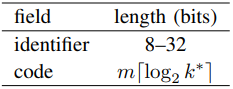 field length (bits)
identifier 8–32
code m⌈log₂ k*⌉